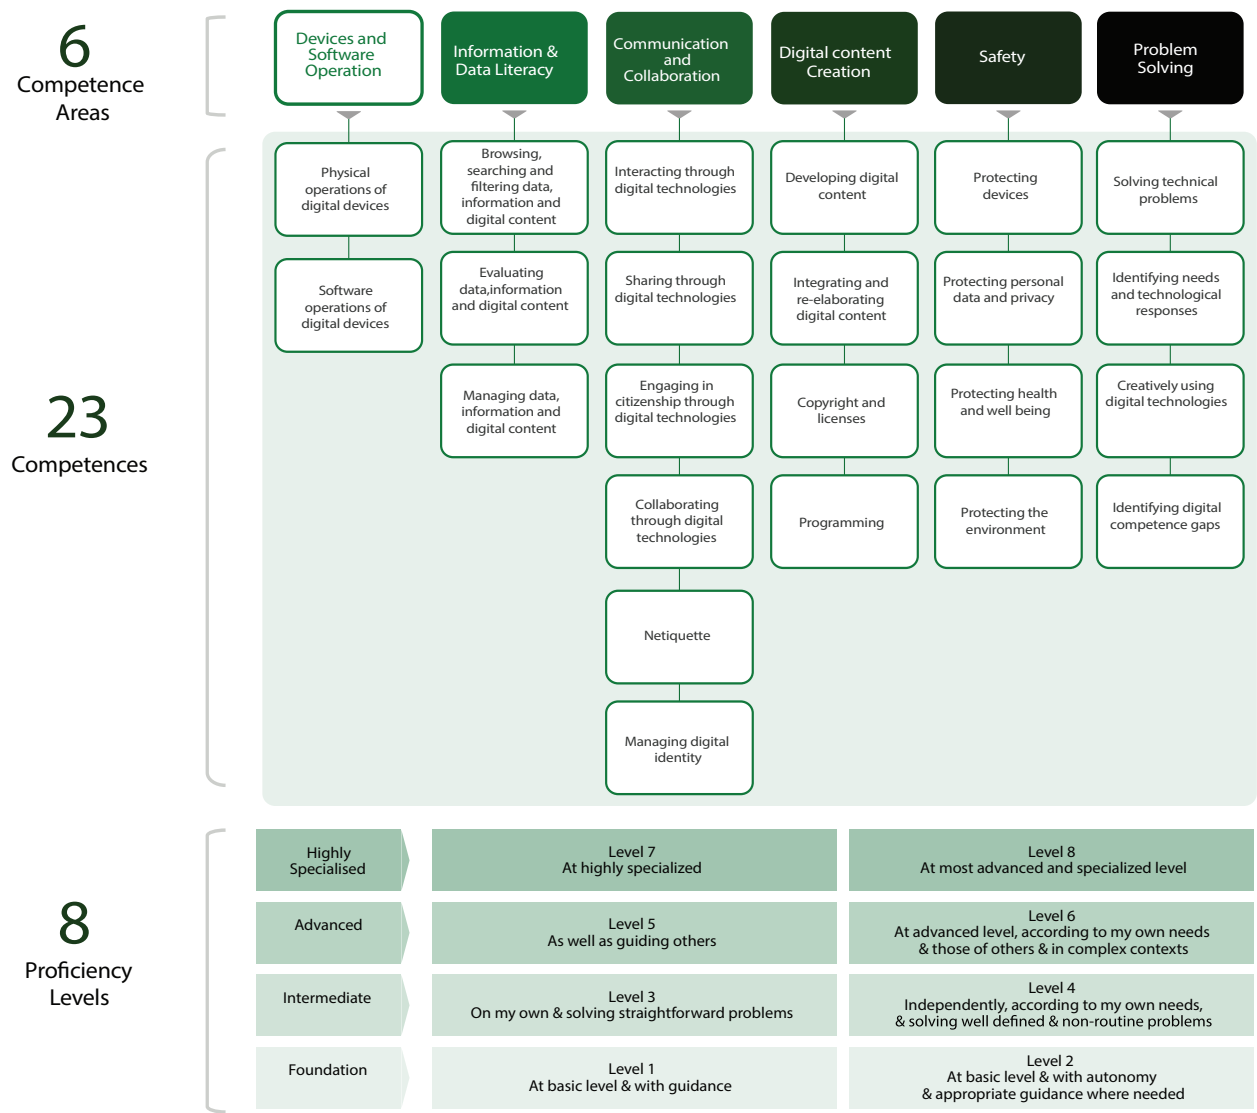 6
Competence
Areas
Devices and
Software
Operation
Information &
Data Literacy
Communication
and
Collaboration
Digital content
Creation
Safety
Problem
Solving
23
Competences
Physical
operations of
digital devices
Software
operations of
digital devices
Browsing,
searching and
filtering data,
information and
digital content
Evaluating
data,information
and digital content
Managing data,
information and
digital content
Interacting through
digital technologies
Sharing through
digital technologies
Engaging in
citizenship through
digital technologies
Collaborating
through digital
technologies
Netiquette
Managing digital
identity
Developing digital
content
Integrating and
re-elaborating
digital content
Copyright and
licenses
Programming
Protecting
devices
Protecting personal
data and privacy
Protecting health
and well being
Protecting the
environment
Solving technical
problems
Identifying needs
and technological
responses
Creatively using
digital technologies
Identifying digital
competence gaps
8
Proficiency
Levels
Highly
Specialised
Level 7
At highly specialized
Level 8
At most advanced and specialized level
Advanced
Level 5
As well as guiding others
Level 6
At advanced level, according to my own needs
& those of others & in complex contexts
Intermediate
Level 3
On my own & solving straightforward problems
Level 4
Independently, according to my own needs,
& solving well defined & non-routine problems
Foundation
Level 1
At basic level & with guidance
Level 2
At basic level & with autonomy
& appropriate guidance where needed